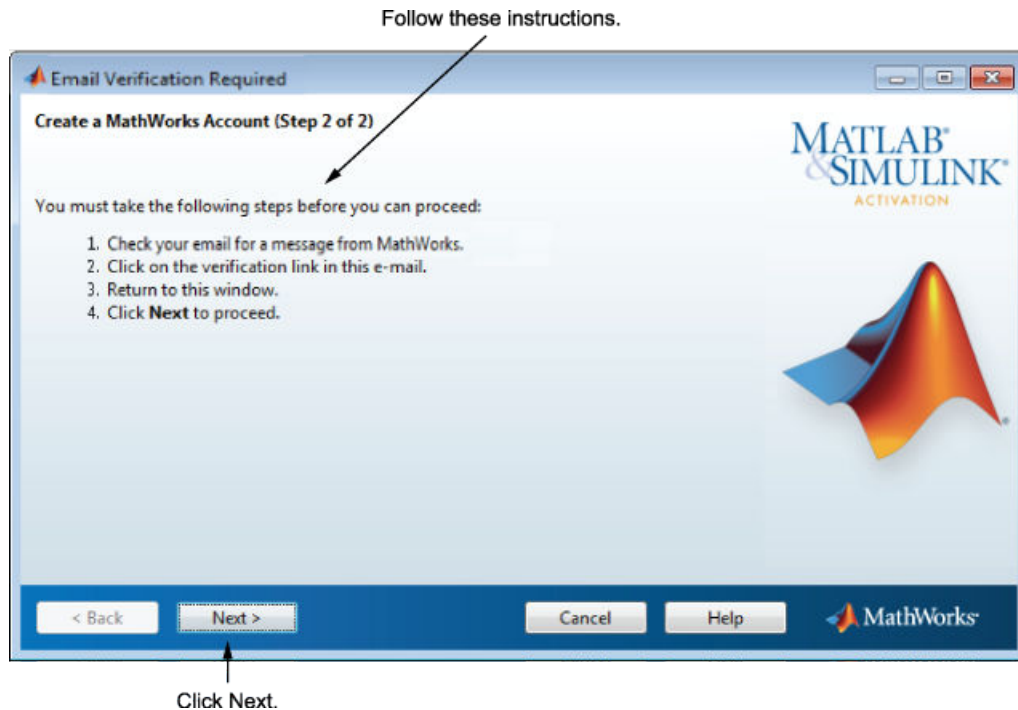 Follow these instructions.
Email Verification Required
Create a MathWorks Account (Step 2 of 2)
MATLAB®
&SIMULINK®
ACTIVATION
You must take the following steps before you can proceed:
1. Check your email for a message from MathWorks.
2. Click on the verification link in this e-mail.
3. Return to this window.
4. Click Next to proceed.
< Back Next > Cancel Help MathWorks®
Click Next.